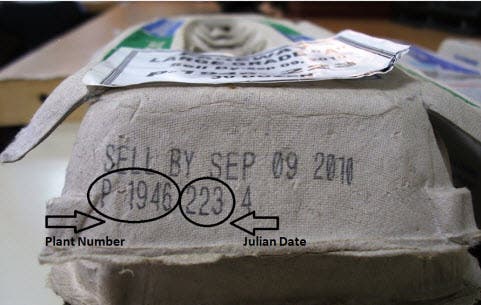 SELL BY SEP 09 2010
P-1946 223 4
Plant Number
Julian Date